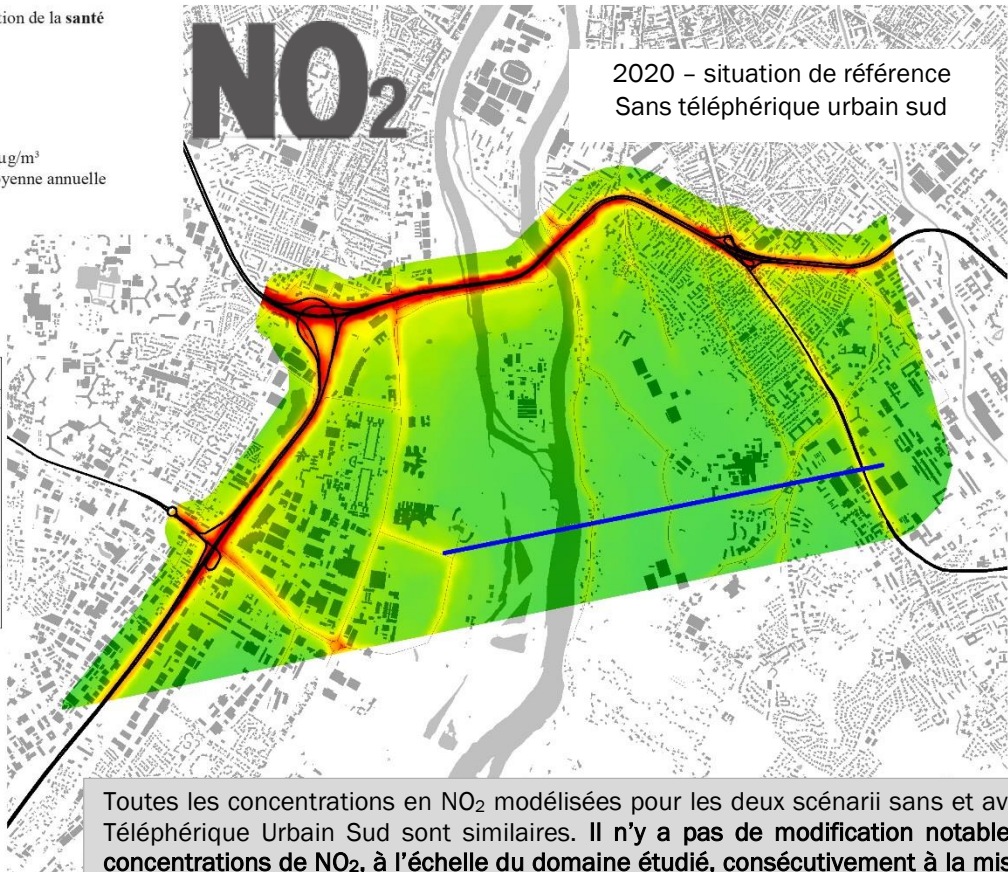 tion de la santé
NO₂
2020 – situation de référence
Sans téléphérique urbain sud
µg/m³
yenne annuelle
Toutes les concentrations en NO₂ modélisées pour les deux scénarii sans et av
Téléphérique Urbain Sud sont similaires. Il n’y a pas de modification notable
concentrations de NO₂, à l’échelle du domaine étudié, consécutivement à la mis